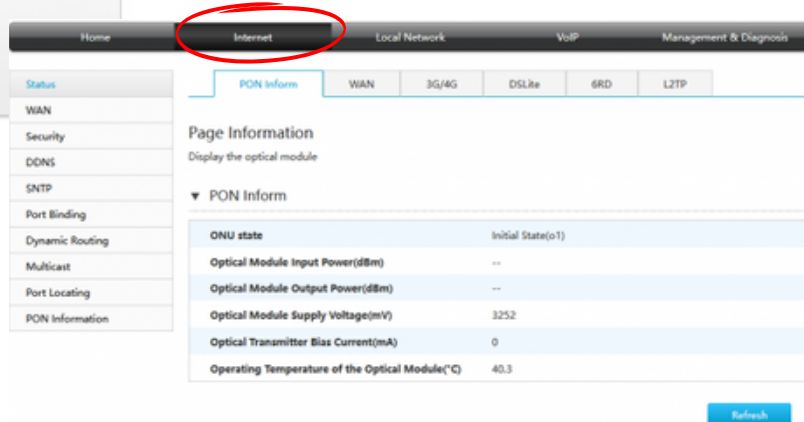 Home Internet Local Network VoIP Management & Diagnosis
Status
WAN
Security
DDNS
SNTP
Port Binding
Dynamic Routing
Multicast
Port Locating
PON Information
PON Inform WAN 3G/4G DSLite 6RD L2TP
Page Information
Display the optical module
▼ PON Inform
ONU state Initial State(o1)
Optical Module Input Power(dBm) --
Optical Module Output Power(dBm) --
Optical Module Supply Voltage(mV) 3252
Optical Transmitter Bias Current(mA) 0
Operating Temperature of the Optical Module(°C) 40.3
Refresh